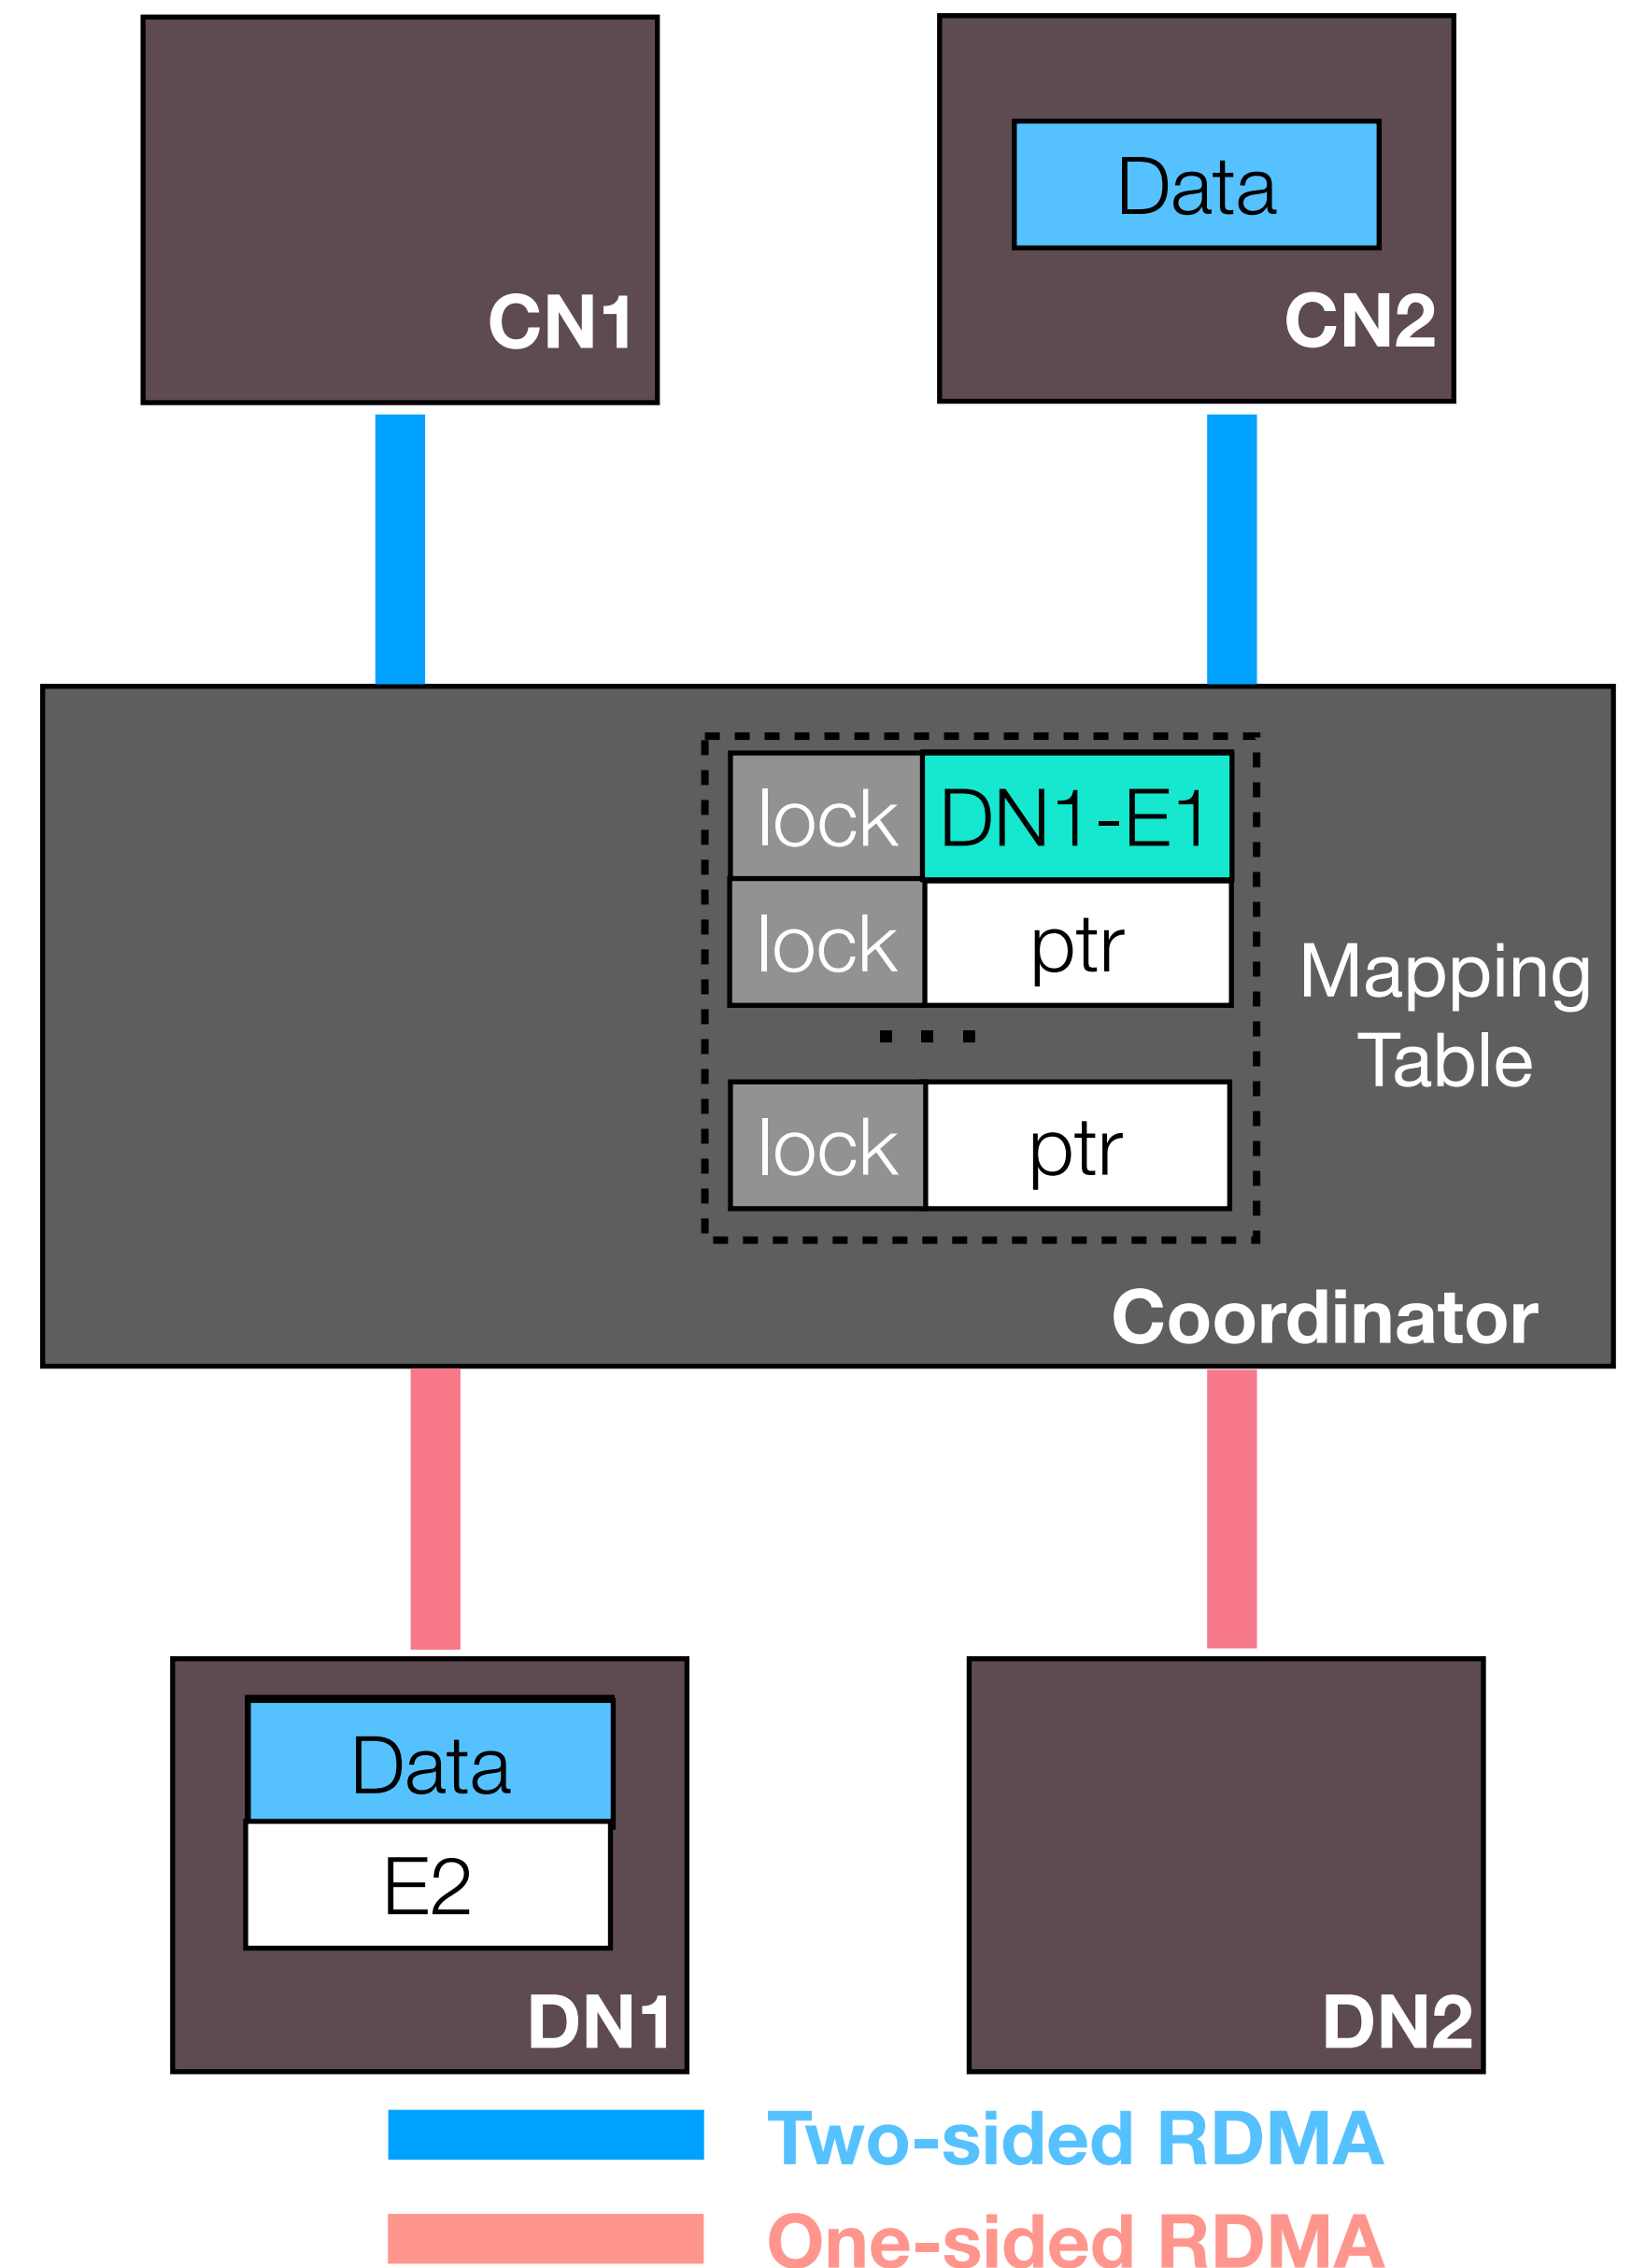 Data
CN1
CN2
lock DN1-E1
lock ptr
...
lock ptr
Mapping
Table
Coordinator
Data
E2
DN1
DN2
Two-sided RDMA
One-sided RDMA